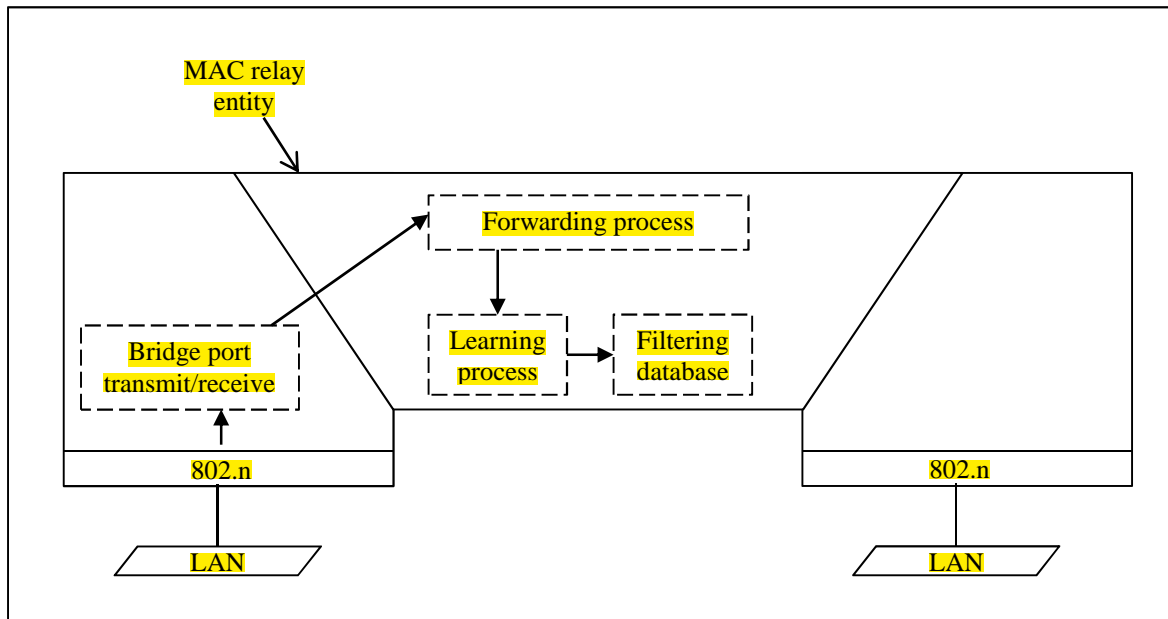 MAC relay
entity
Forwarding process
Bridge port
transmit/receive
Learning
process
Filtering
database
802.n
802.n
LAN
LAN